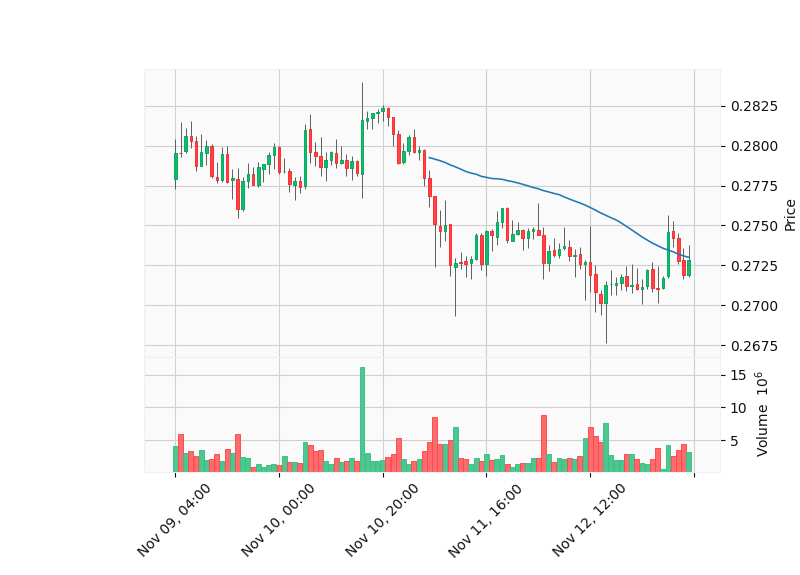 0.2825
0.2800
0.2775
0.2750
0.2725
0.2700
0.2675
Price
15
10
5
Volume 10^6
Nov 09, 04:00
Nov 10, 00:00
Nov 10, 20:00
Nov 11, 16:00
Nov 12, 12:00